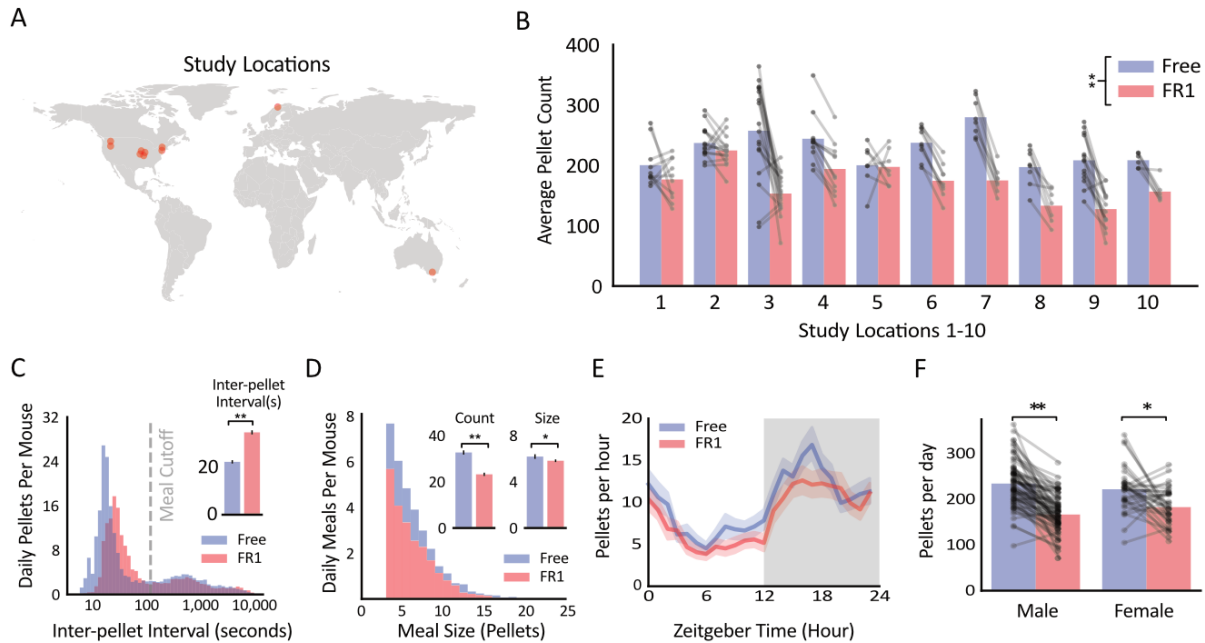 A
Study Locations
B
Average Pellet Count
400
300
200
100
0
1 2 3 4 5 6 7 8 9 10
Study Locations 1-10
**
Free
FR1
C
Daily Pellets Per Mouse
32
28
24
20
16
12
8
4
0
10 100 1,000 10,000
Inter-pellet Interval (seconds)
Meal Cutoff
Inter-pellet
Interval(s)
**
20
0
Free
FR1
D
Daily Meals Per Mouse
8
6
4
2
5 10 15 20 25
Meal Size (Pellets)
Count
**
40
20
0
Size
*
8
4
0
Free
FR1
E
Pellets per hour
20
15
10
5
0
0 6 12 18 24
Zeitgeber Time (Hour)
Free
FR1
F
Pellets per day
300
200
100
0
** *
Male Female